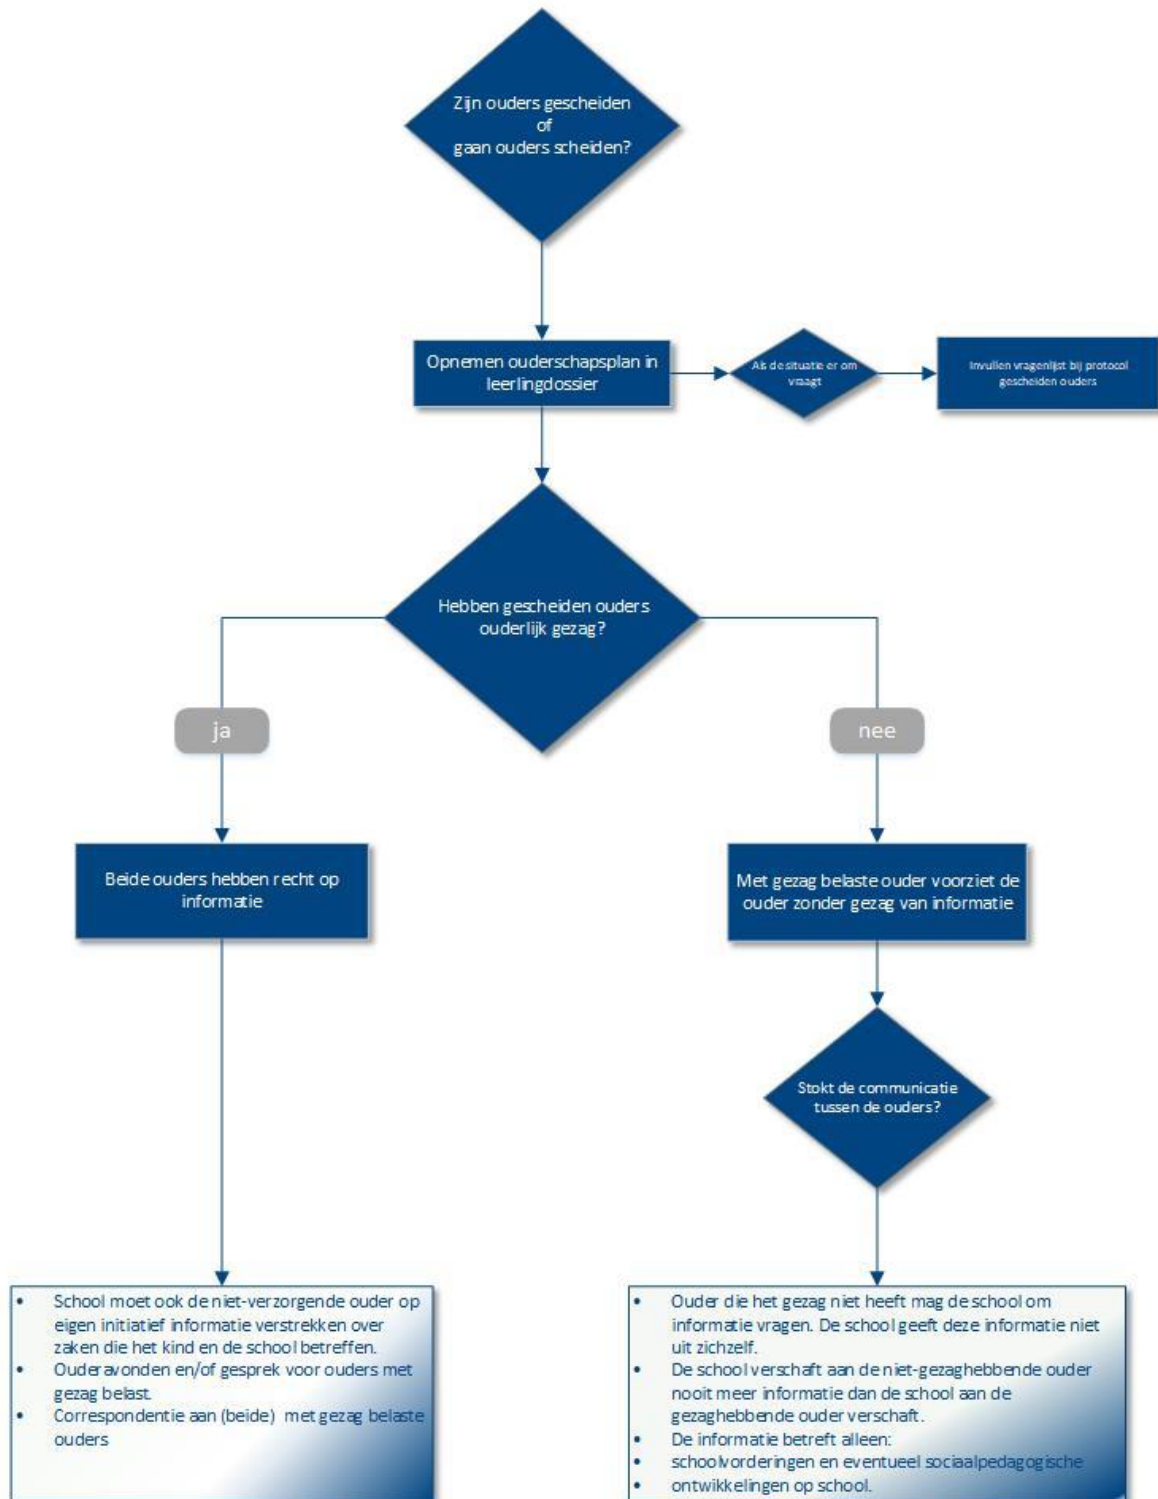 Zijn ouders gescheiden
of
gaan ouders scheiden?
Opnemen ouderschapsplan in
leerlingdossier
Als de situatie er om
vraagt
Invullen vragenlijst bij protocol
gescheiden ouders
Hebben gescheiden ouders
ouderlijk gezag?
ja
nee
Beide ouders hebben recht op
informatie
Met gezag belaste ouder voorziet de
ouder zonder gezag van informatie
Stokt de communicatie
tussen de ouders?
• School moet ook de niet-verzorgende ouder op
eigen initiatief informatie verstrekken over
zaken die het kind en de school betreffen.
• Ouderavonden en/of gesprek voor ouders met
gezag belast.
• Correspondentie aan (beide) met gezag belaste
ouders
• Ouder die het gezag niet heeft mag de school om
informatie vragen. De school geeft deze informatie niet
uit zichzelf.
• De school verschaft aan de niet-gezaghebbende ouder
nooit meer informatie dan de school aan de
gezaghebbende ouder verschaft.
• De informatie betreft alleen:
• schoolvorderingen en eventueel sociaalpedagogische
• ontwikkelingen op school.